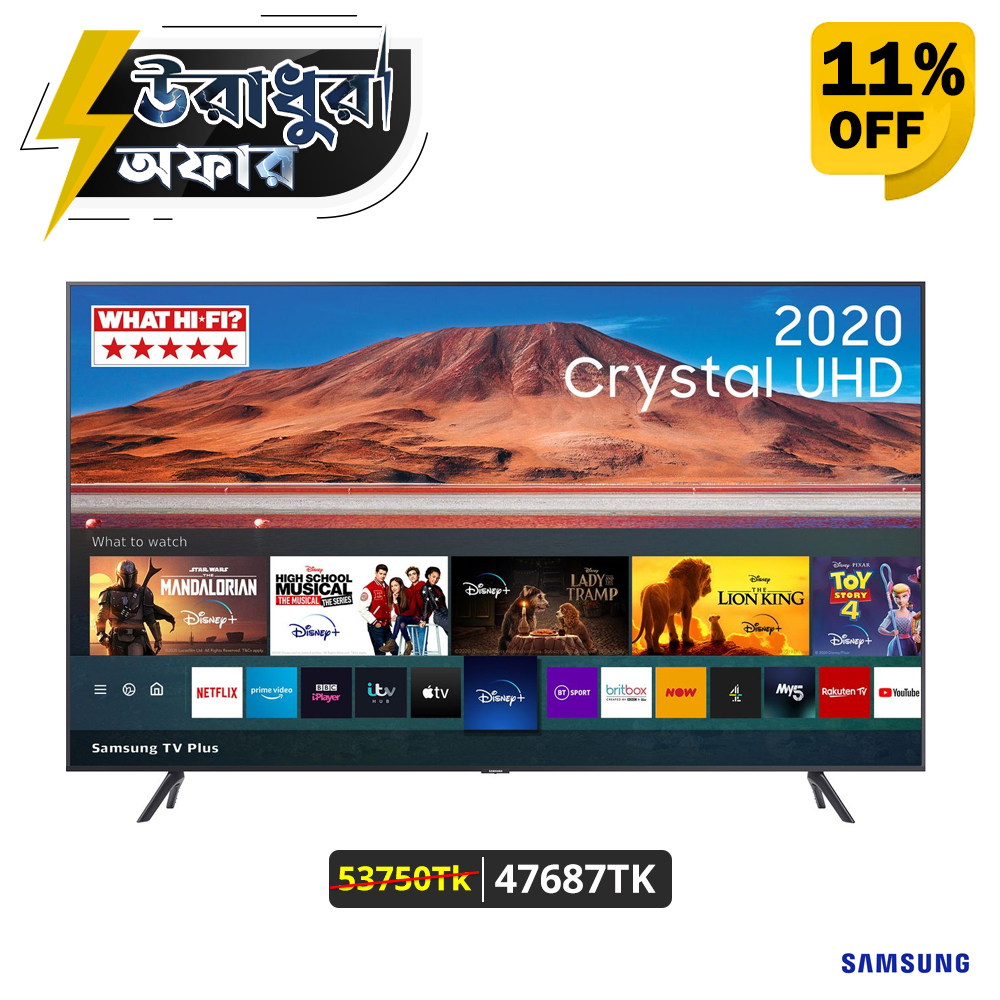 উরাধুরা
অফার
11%
OFF
WHAT HI-FI?
2020
Crystal UHD
What to watch
STAR WARS
THE
MANDALORIAN
Disney+
Disney
HIGH SCHOOL
MUSICAL
THE MUSICAL THE SERIES
Disney+
Disney+
Disney
LADY AND THE
TRAMP
Disney
THE
LION KING
Disney+
Disney PIXAR
TOY
STORY
4
Disney+
NETFLIX
prime video
BBC
iPlayer
itv
HUB
tv
Disney+
BT SPORT
britbox
NOW
4
My5
Rakuten TV
YouTube
Samsung TV Plus
SAMSUNG
53750Tk
47687TK
SAMSUNG